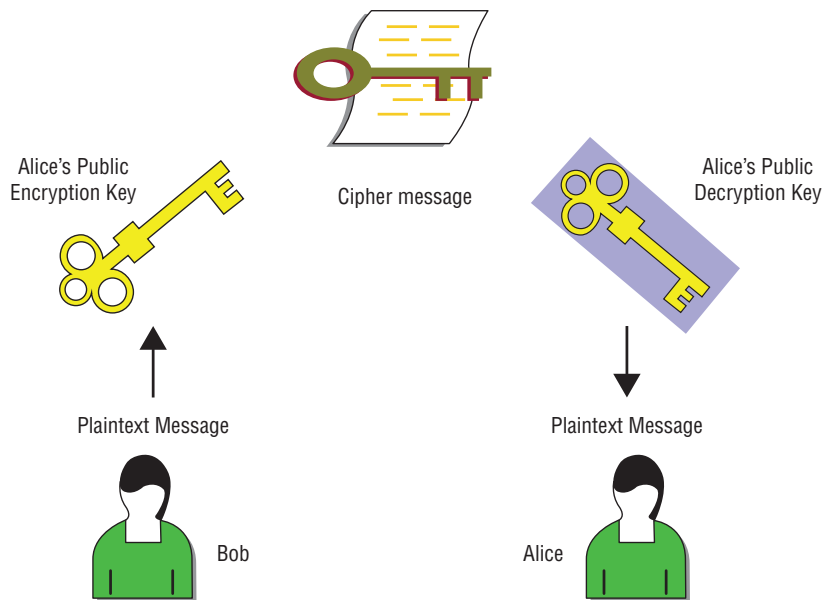 Alice's Public
Encryption Key
Cipher message
Alice's Public
Decryption Key
Plaintext Message
Plaintext Message
Bob
Alice